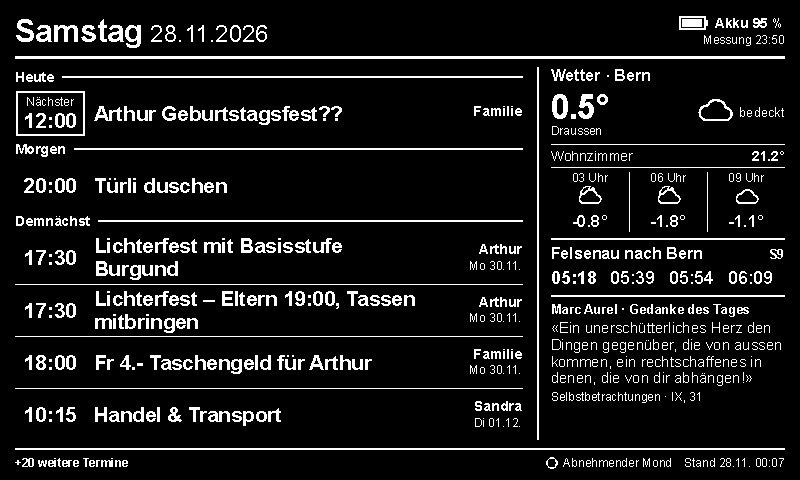 Samstag 28.11.2026
Akku 95 %
Messung 23:50
Heute
Nächster
12:00 Arthur Geburtstagsfest?? Familie
Morgen
20:00 Türli duschen
Demnächst
17:30 Lichterfest mit Basisstufe Burgund Arthur
Mo 30.11.
17:30 Lichterfest – Eltern 19:00, Tassen mitbringen Arthur
Mo 30.11.
18:00 Fr 4.- Taschengeld für Arthur Familie
Mo 30.11.
10:15 Handel & Transport Sandra
Di 01.12.
+20 weitere Termine
Wetter · Bern
0.5°
bedeckt
Draussen
Wohnzimmer 21.2°
03 Uhr 06 Uhr 09 Uhr
-0.8° -1.8° -1.1°
Felsenau nach Bern S9
05:18 05:39 05:54 06:09
Marc Aurel · Gedanke des Tages
«Ein unerschütterliches Herz den
Dingen gegenüber, die von aussen
kommen, ein rechtschaffenes in
denen, die von dir abhängen!»
Selbstbetrachtungen · IX, 31
Abnehmender Mond Stand 28.11. 00:07